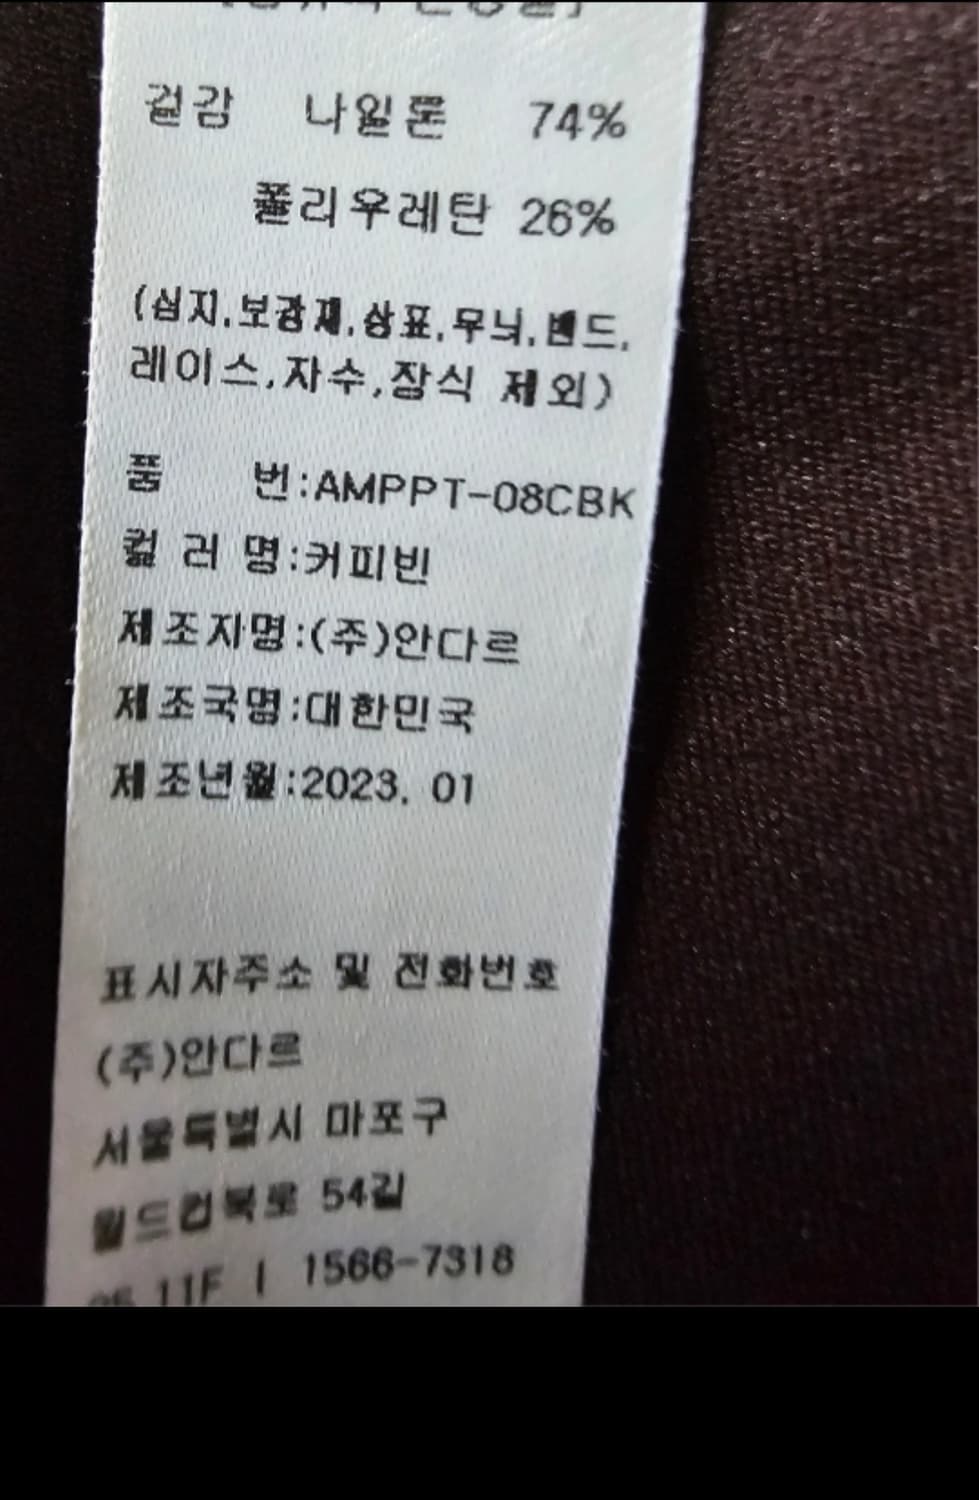 겉감 나일론 74%
폴리우레탄 26%
(심지,보강재,상표,무늬,밴드,
레이스,자수,장식 제외)
품 번:AMPPT-08CBK
컬 러 명:커피빈
제조자명:(주)안다르
제조국명:대한민국
제조년월:2023. 01
표시자주소 및 전화번호
(주)안다르
서울특별시 마포구
월드컵북로 54길
11F | 1566-7318